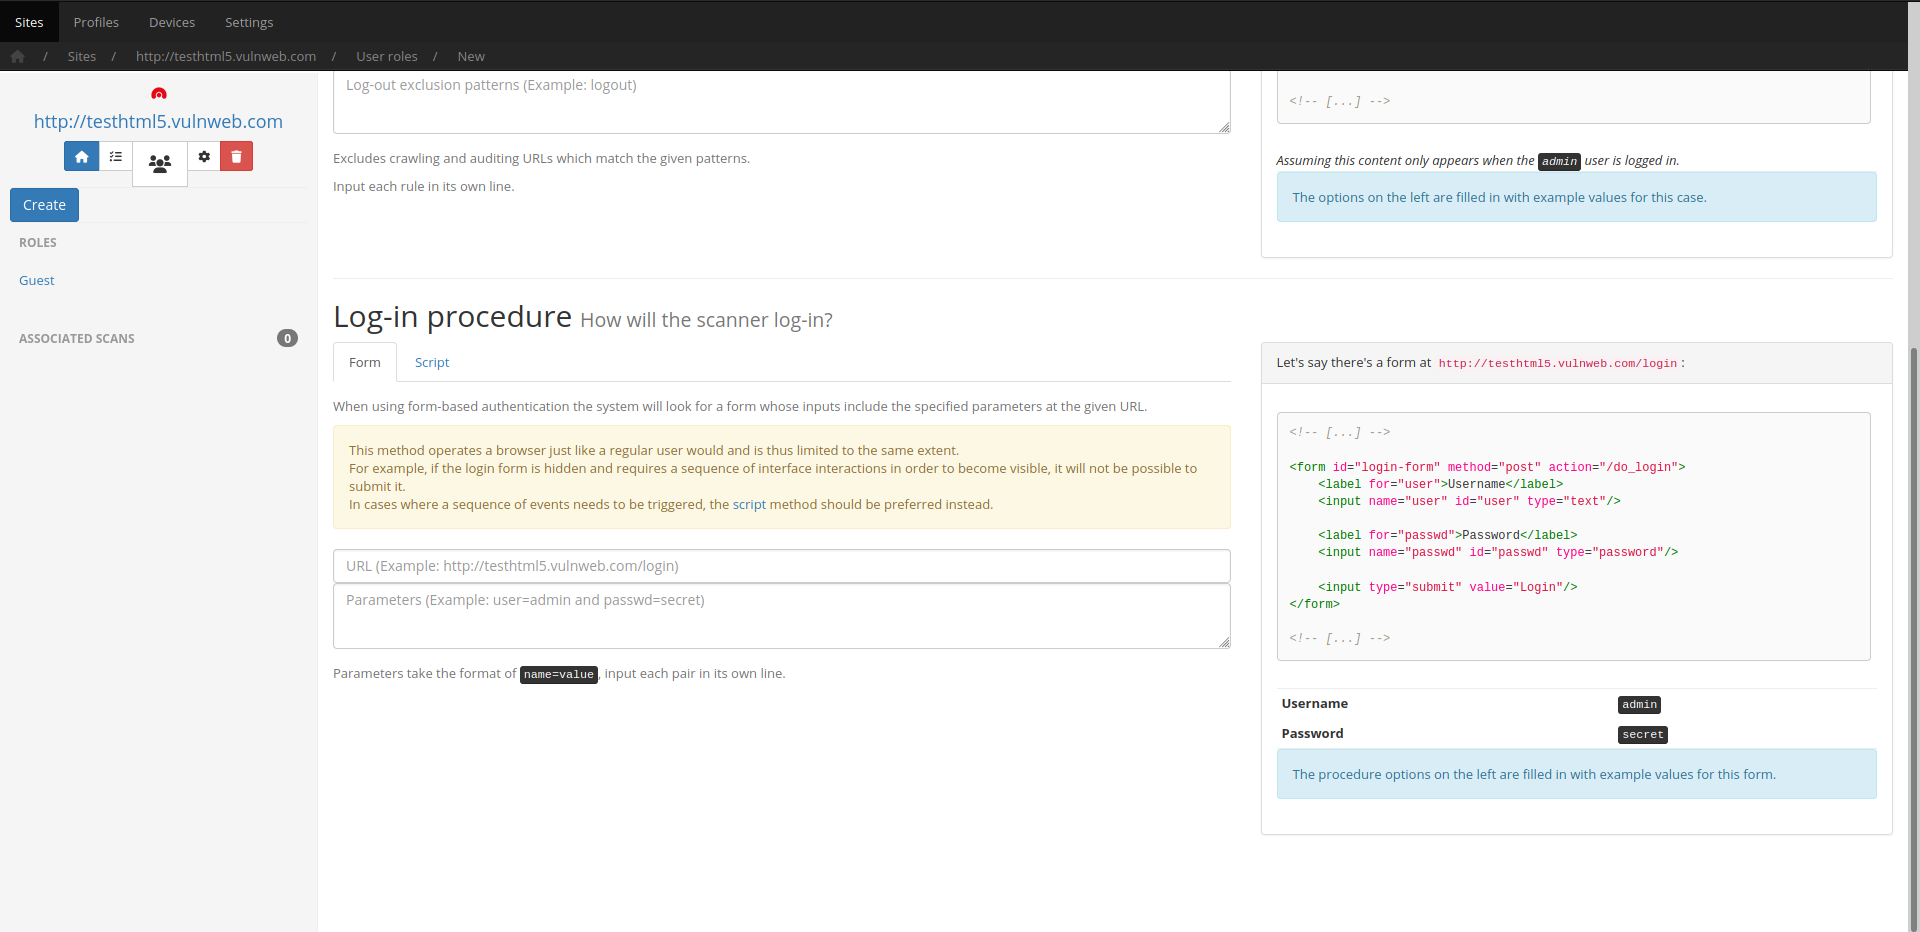 Sites Profiles Devices Settings
/ Sites / http://testhtml5.vulnweb.com / User roles / New
http://testhtml5.vulnweb.com
Create
ROLES
Guest
ASSOCIATED SCANS 0
Log-out exclusion patterns (Example: logout)
Excludes crawling and auditing URLs which match the given patterns.
Input each rule in its own line.
<!-- [...] -->
Assuming this content only appears when the admin user is logged in.
The options on the left are filled in with example values for this case.
Log-in procedure How will the scanner log-in?
Form Script
When using form-based authentication the system will look for a form whose inputs include the specified parameters at the given URL.
This method operates a browser just like a regular user would and is thus limited to the same extent.
For example, if the login form is hidden and requires a sequence of interface interactions in order to become visible, it will not be possible to
submit it.
In cases where a sequence of events needs to be triggered, the script method should be preferred instead.
URL (Example: http://testhtml5.vulnweb.com/login)
Parameters (Example: user=admin and passwd=secret)
Parameters take the format of name=value, input each pair in its own line.
Let's say there's a form at http://testhtml5.vulnweb.com/login :
<!-- [...] -->
<form id="login-form" method="post" action="/do_login">
<label for="user">Username</label>
<input name="user" id="user" type="text"/>
<label for="passwd">Password</label>
<input name="passwd" id="passwd" type="password"/>
<input type="submit" value="Login"/>
</form>
<!-- [...] -->
Username admin
Password secret
The procedure options on the left are filled in with example values for this form.